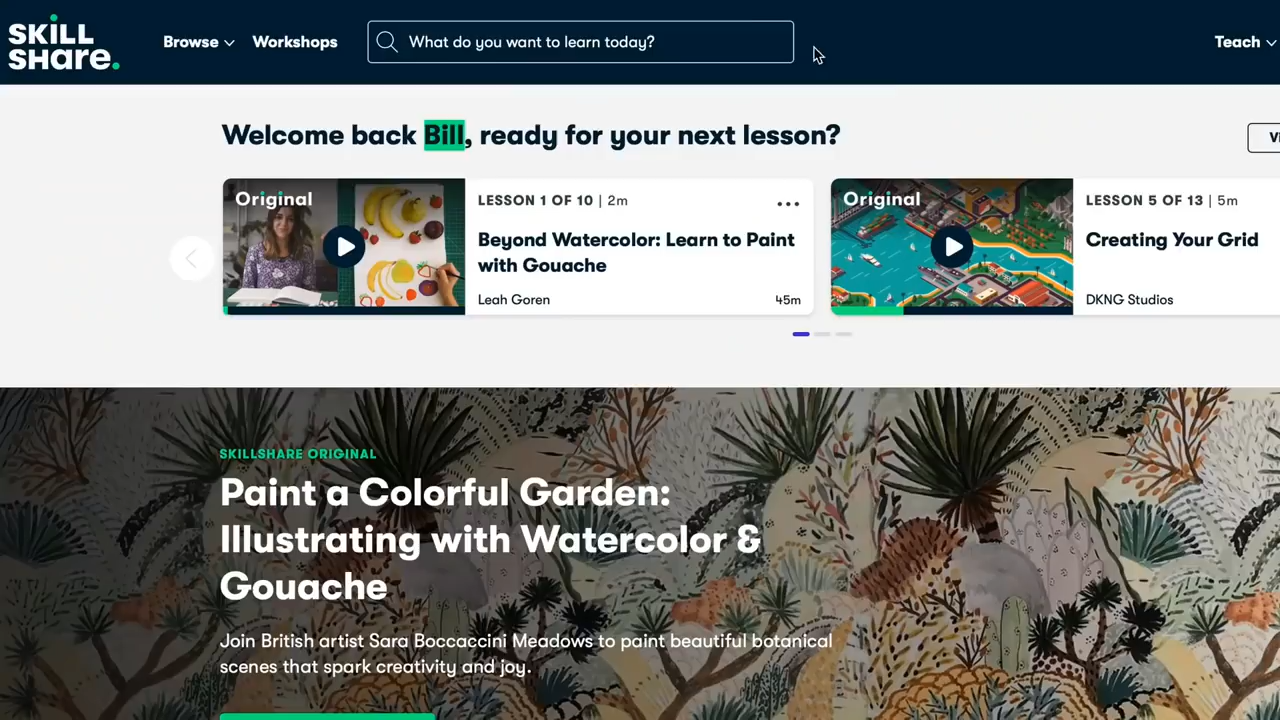 SKILL
SHare.
Browse
Workshops
What do you want to learn today?
Teach
Welcome back Bill, ready for your next lesson?
Original
LESSON 1 OF 10 | 2m
Beyond Watercolor: Learn to Paint
with Gouache
Leah Goren
45m
Original
LESSON 5 OF 13 | 5m
Creating Your Grid
DKNG Studios
SKILLSHARE ORIGINAL
Paint a Colorful Garden:
Illustrating with Watercolor &
Gouache
Join British artist Sara Boccaccini Meadows to paint beautiful botanical
scenes that spark creativity and joy.